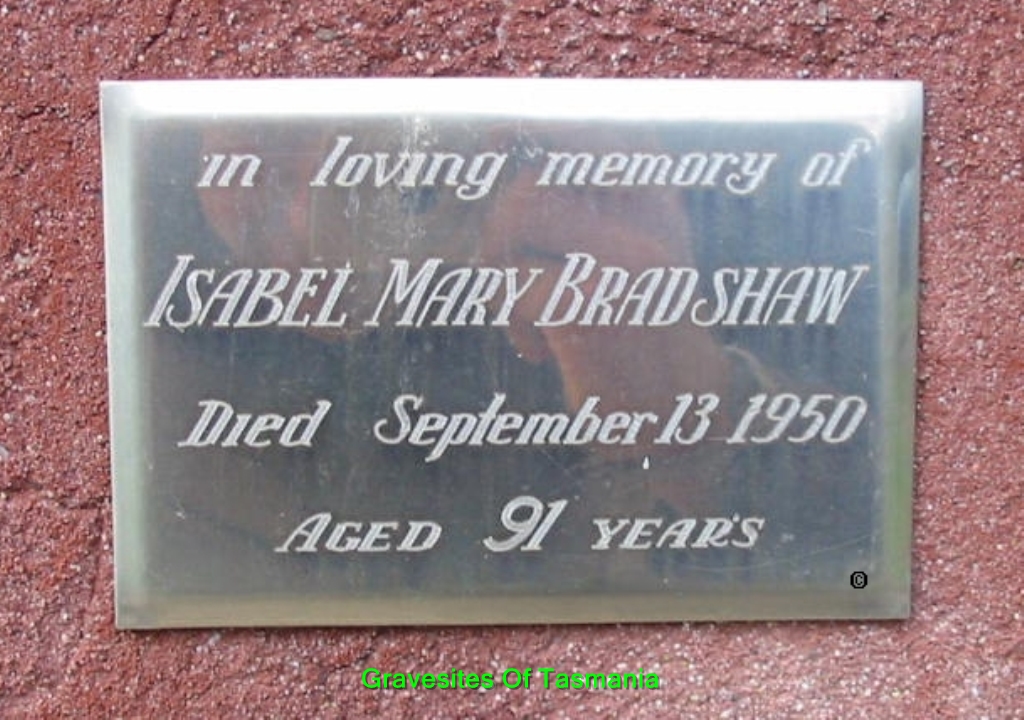 in loving memory of
ISABEL MARY BRADSHAW
Died September 13 1950
AGED 91 YEARS
©
Gravesites Of Tasmania